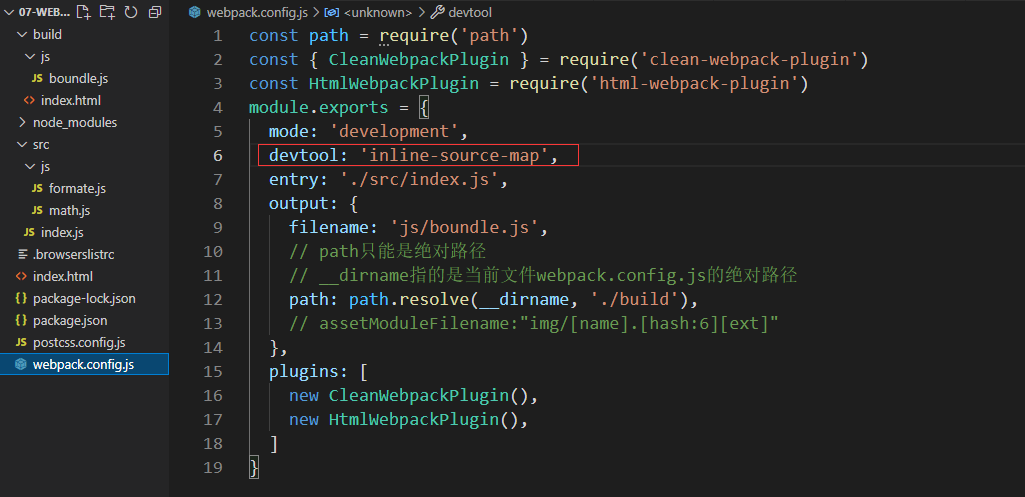 07-WEB...
build
js
JS boundle.js
<> index.html
node_modules
src
js
JS formate.js
JS math.js
JS index.js
.browserslistrc
<> index.html
{} package-lock.json
{} package.json
JS postcss.config.js
webpack.config.js
webpack.config.js > <unknown> > devtool
1 const path = require('path')
2 const { CleanWebpackPlugin } = require('clean-webpack-plugin')
3 const HtmlWebpackPlugin = require('html-webpack-plugin')
4 module.exports = {
5 mode: 'development',
6 devtool: 'inline-source-map',
7 entry: './src/index.js',
8 output: {
9 filename: 'js/boundle.js',
10 // path只能是绝对路径
11 // __dirname指的是当前文件webpack.config.js的绝对路径
12 path: path.resolve(__dirname, './build'),
13 // assetModuleFilename:"img/[name].[hash:6][ext]"
14 },
15 plugins: [
16 new CleanWebpackPlugin(),
17 new HtmlWebpackPlugin(),
18 ]
19 }